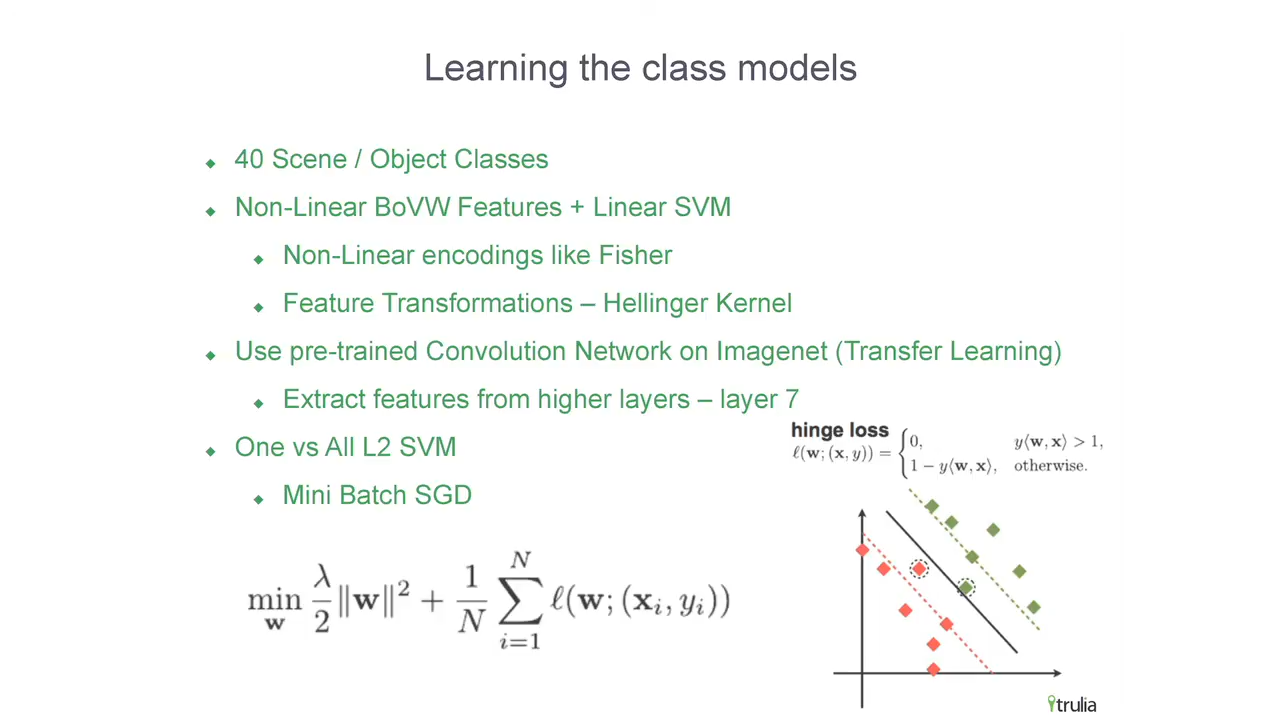 Learning the class models
40 Scene / Object Classes
Non-Linear BoVW Features + Linear SVM
Non-Linear encodings like Fisher
Feature Transformations – Hellinger Kernel
Use pre-trained Convolution Network on Imagenet (Transfer Learning)
Extract features from higher layers – layer 7
One vs All L2 SVM
Mini Batch SGD
hinge loss
ℓ(w; (x, y)) = { 0, y⟨w, x⟩ > 1,
1 − y⟨w, x⟩, otherwise.
min_w λ/2 ‖w‖² + 1/N ∑_{i=1}^{N} ℓ(w; (x_i, y_i))
trulia